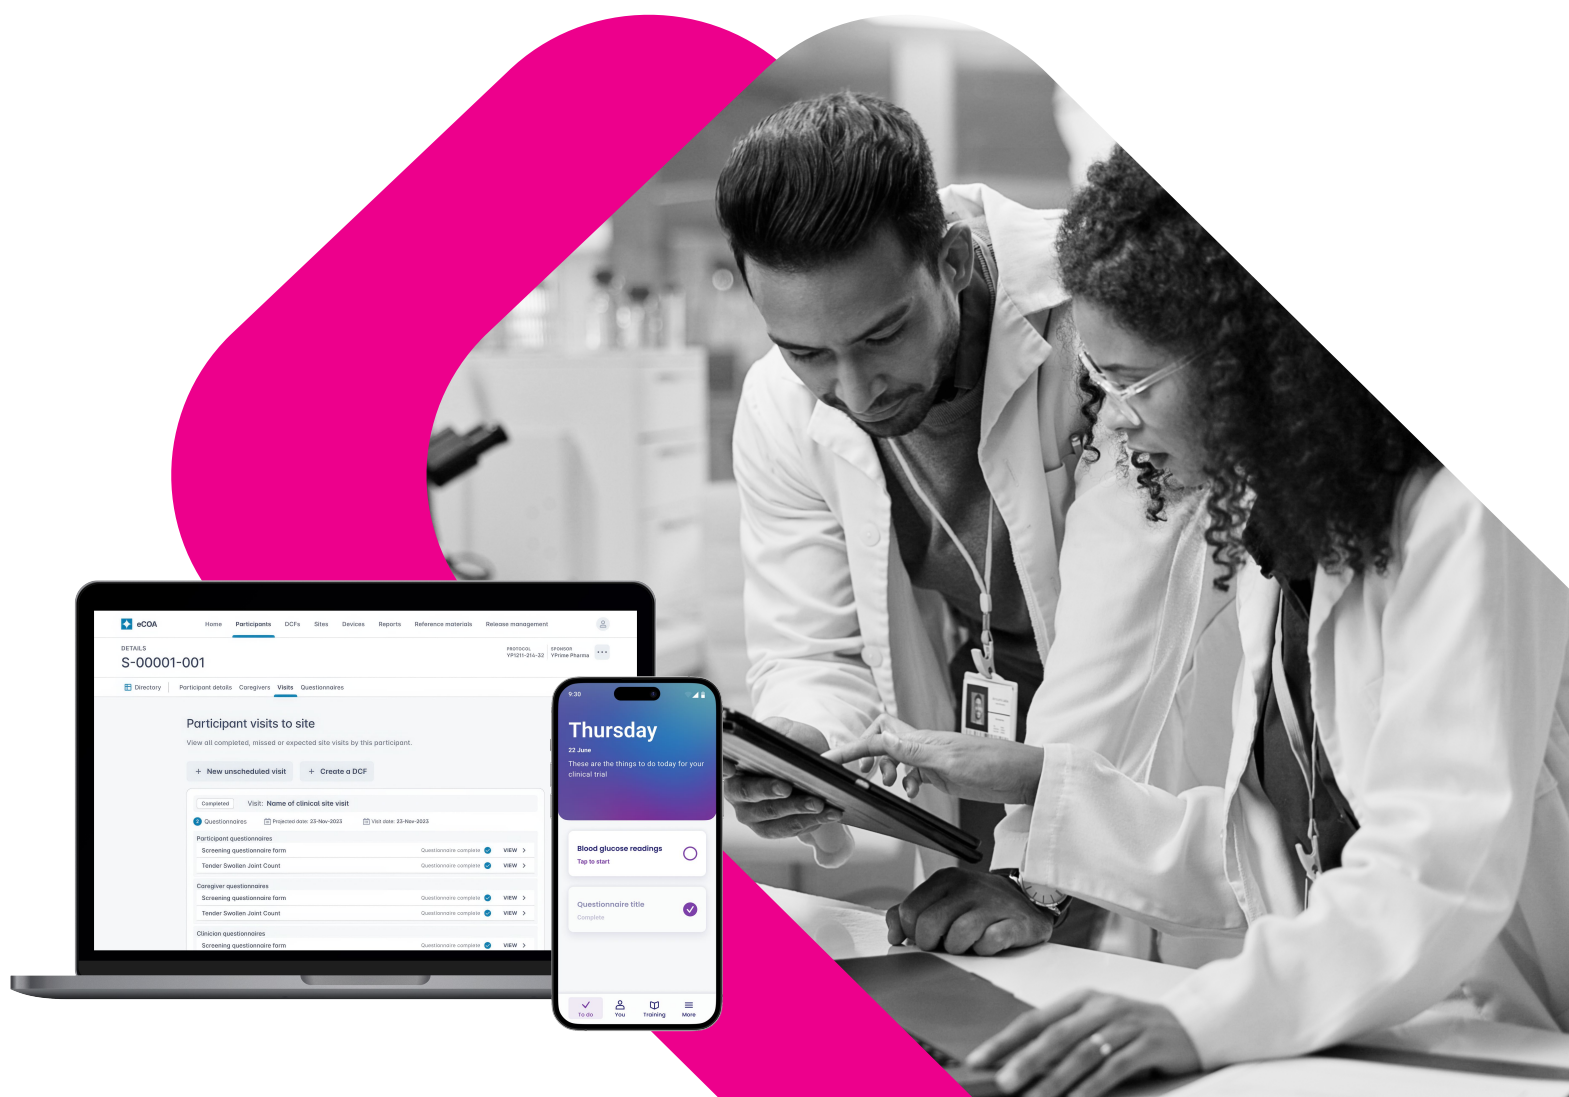 eCOA
Home Participants DCFs Sites Devices Reports Reference materials Release management
DETAILS
S-00001-001
PROTOCOL
YP1211-214-32
SPONSOR
YPrime Pharma
Directory Participant details Caregivers Visits Questionnaires
Participant visits to site
View all completed, missed or expected site visits by this participant.
+ New unscheduled visit + Create a DCF
Completed Visit: Name of clinical site visit
Questionnaires Projected date: 23-Nov-2023 Visit date: 23-Nov-2023
Participant questionnaires
Screening questionnaire form Questionnaire complete VIEW
Tender Swollen Joint Count Questionnaire complete VIEW
Caregiver questionnaires
Screening questionnaire form Questionnaire complete VIEW
Tender Swollen Joint Count Questionnaire complete VIEW
Clinician questionnaires
Screening questionnaire form Questionnaire complete VIEW
9:30
Thursday
22 June
These are the things to do today for your
clinical trial
Blood glucose readings
Tap to start
Questionnaire title
Complete
To do You Training More